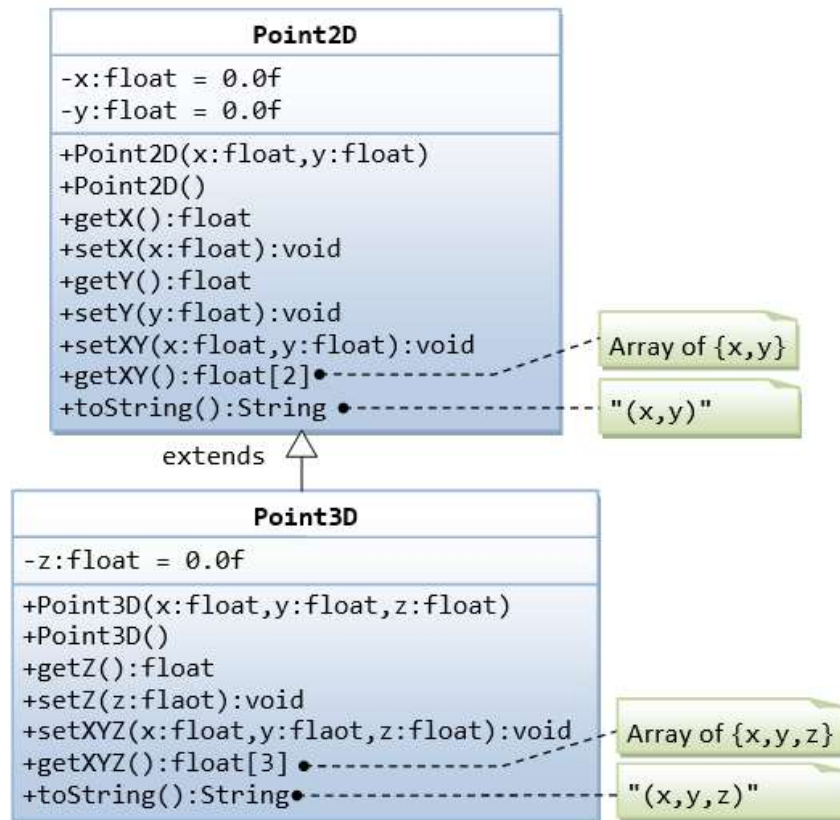 Point2D
-x:float = 0.0f
-y:float = 0.0f
+Point2D(x:float,y:float)
+Point2D()
+getX():float
+setX(x:float):void
+getY():float
+setY(y:float):void
+setXY(x:float,y:float):void
+getXY():float[2]
Array of {x,y}
+toString():String
"(x,y)"
extends
Point3D
-z:float = 0.0f
+Point3D(x:float,y:float,z:float)
+Point3D()
+getZ():float
+setZ(z:flaot):void
+setXYZ(x:float,y:flaot,z:float):void
+getXYZ():float[3]
Array of {x,y,z}
+toString():String
"(x,y,z)"